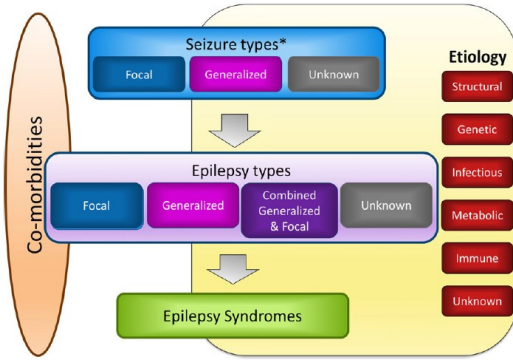 Co-morbidities
Seizure types*
Focal
Generalized
Unknown
Epilepsy types
Focal
Generalized
Combined
Generalized
& Focal
Unknown
Epilepsy Syndromes
Etiology
Structural
Genetic
Infectious
Metabolic
Immune
Unknown